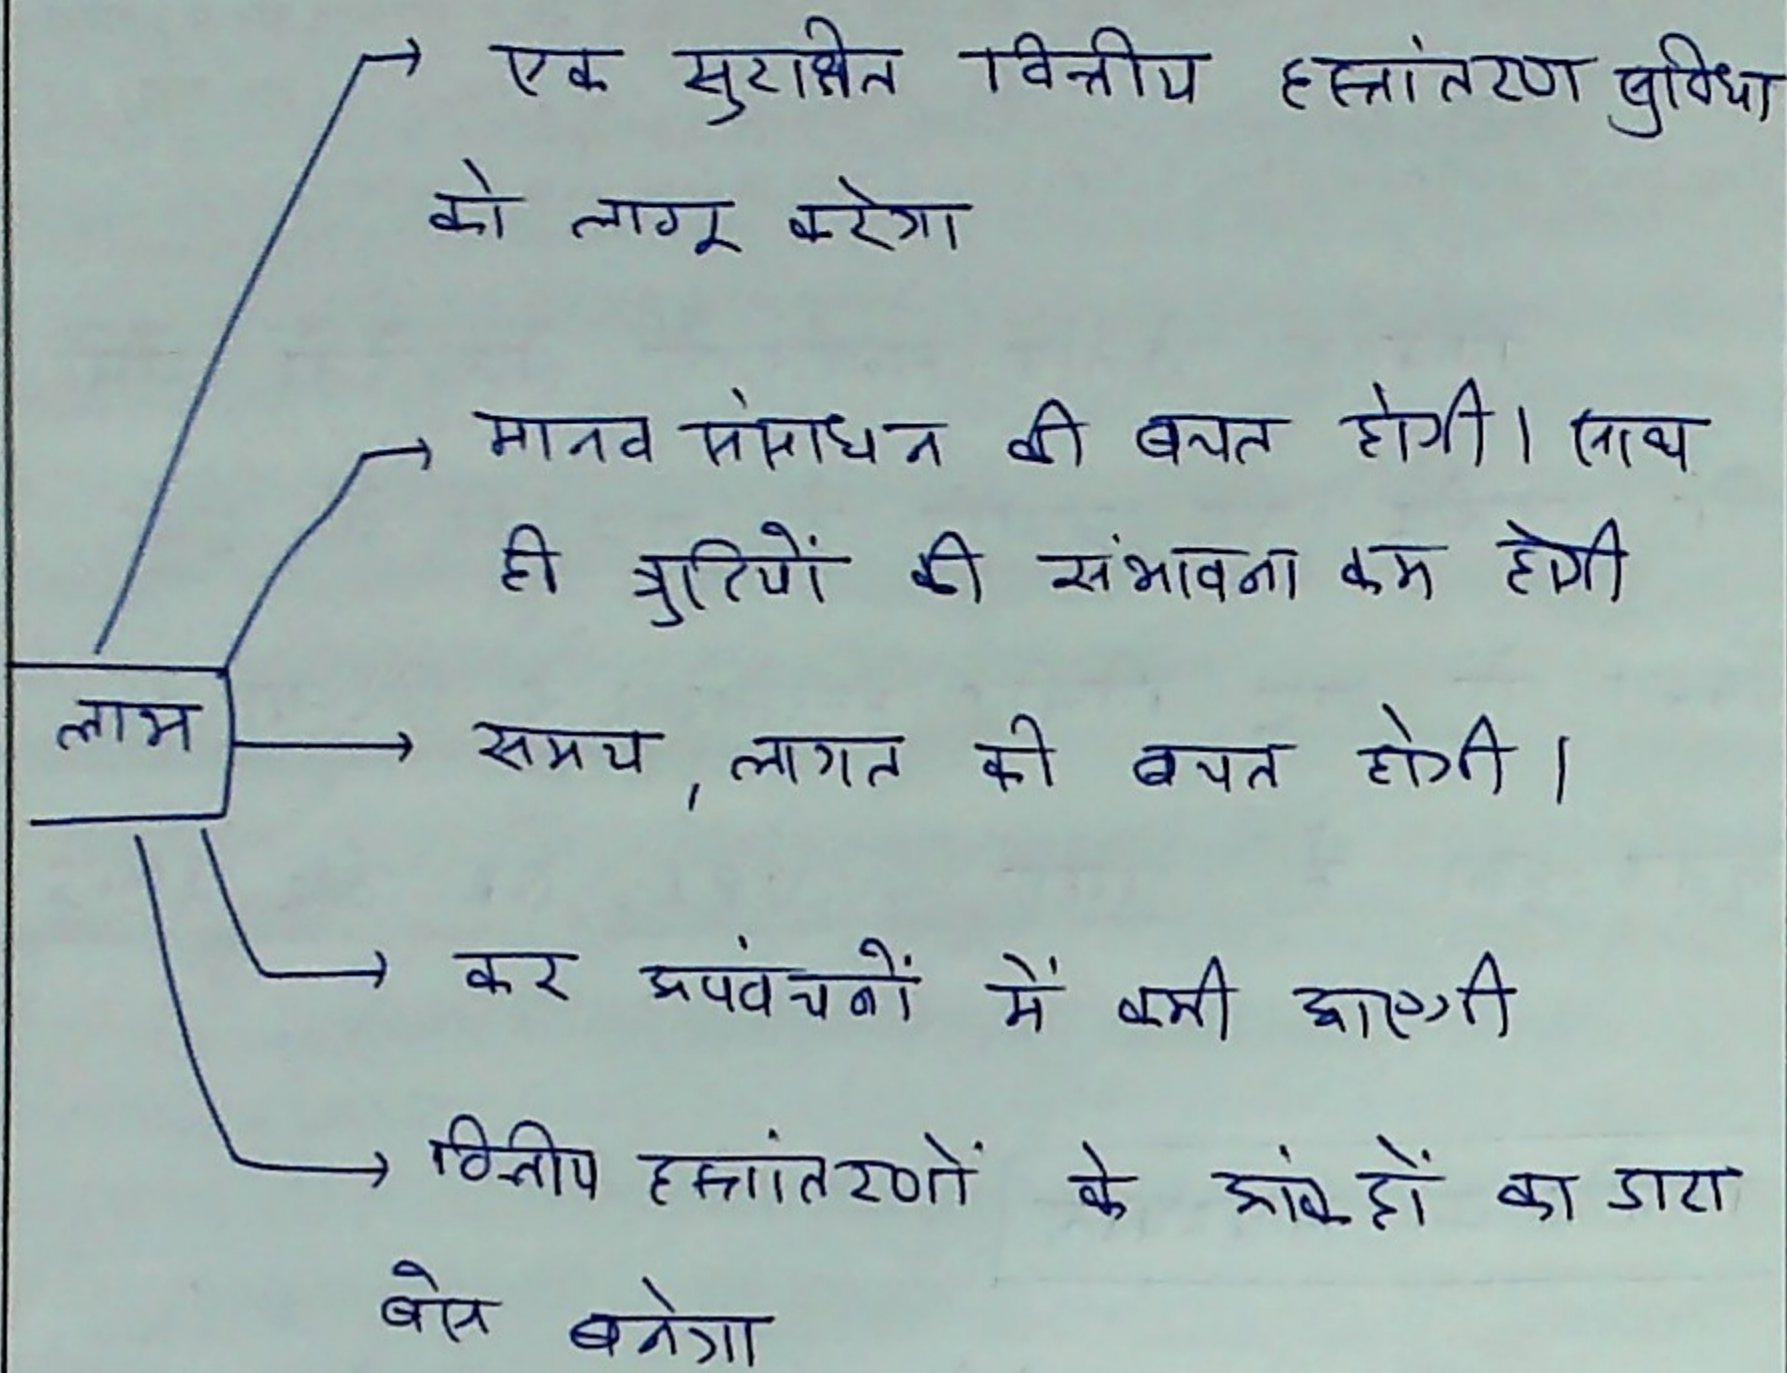 एक सुरक्षित वित्तीय हस्तांतरण सुविधा
को लागू करेगा
मानव संसाधन की बचत होगी। साथ
ही त्रुटियों की संभावना कम होगी
लाभ
समय, लागत की बचत होगी।
कर अपवंचनों में कमी आएगी
वित्तीय हस्तांतरणों के आंकड़ों का डाटा
बेस बनेगा